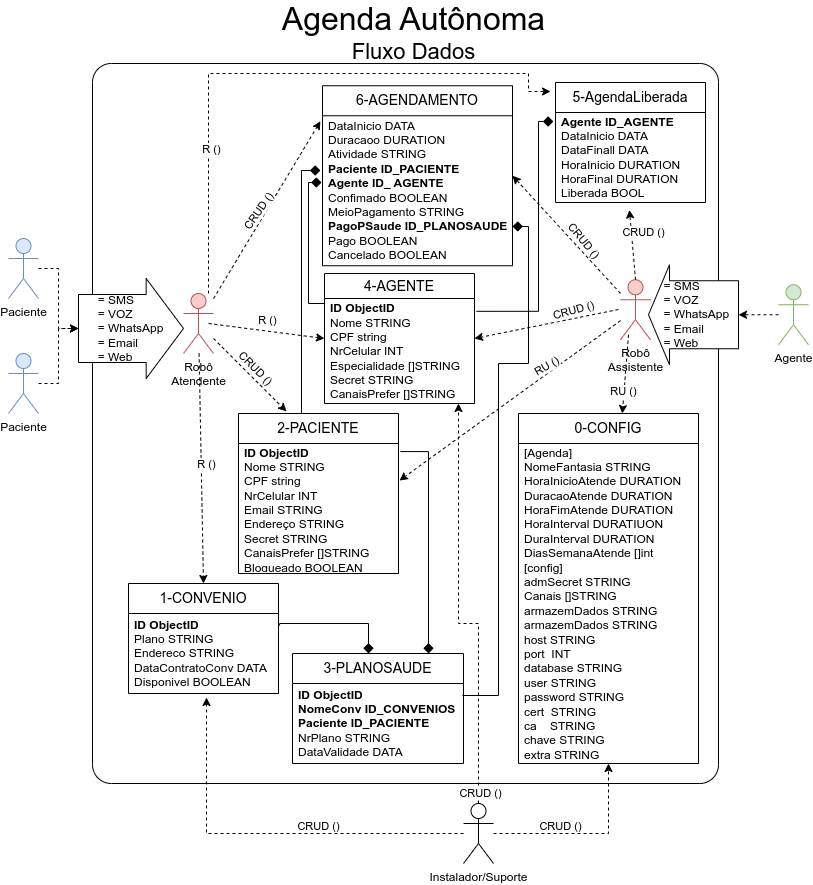 Agenda Autônoma
Fluxo Dados
6-AGENDAMENTO
DataInicio DATA
Duracaoo DURATION
Atividade STRING
Paciente ID_PACIENTE
Agente ID_ AGENTE
Confimado BOOLEAN
MeioPagamento STRING
PagoPSaude ID_PLANOSAUDE
Pago BOOLEAN
Cancelado BOOLEAN
5-AgendaLiberada
Agente ID_AGENTE
DataInicio DATA
DataFinall DATA
HoraInicio DURATION
HoraFinal DURATION
Liberada BOOL
R ()
CRUD ()
CRUD ()
CRUD ()
Paciente
Paciente
= SMS
= VOZ
= WhatsApp
= Email
= Web
Robô
Atendente
R ()
CRUD ()
R ()
4-AGENTE
ID ObjectID
Nome STRING
CPF string
NrCelular INT
Especialidade []STRING
Secret STRING
CanaisPrefer []STRING
CRUD ()
RU ()
RU ()
Robô
Assistente
= SMS
= VOZ
= WhatsApp
= Email
= Web
Agente
2-PACIENTE
ID ObjectID
Nome STRING
CPF string
NrCelular INT
Email STRING
Endereço STRING
Secret STRING
CanaisPrefer []STRING
Bloqueado BOOLEAN
0-CONFIG
[Agenda]
NomeFantasia STRING
HoraInicioAtende DURATION
DuracaoAtende DURATION
HoraFimAtende DURATION
HoraInterval DURATIUON
DuraInterval DURATION
DiasSemanaAtende []int
[config]
admSecret STRING
Canais []STRING
armazemDados STRING
armazemDados STRING
host STRING
port  INT
database STRING
user STRING
password STRING
cert  STRING
ca    STRING
chave STRING
extra STRING
1-CONVENIO
ID ObjectID
Plano STRING
Endereco STRING
DataContratoConv DATA
Disponivel BOOLEAN
3-PLANOSAUDE
ID ObjectID
NomeConv ID_CONVENIOS
Paciente ID_PACIENTE
NrPlano STRING
DataValidade DATA
CRUD ()
CRUD ()
CRUD ()
Instalador/Suporte